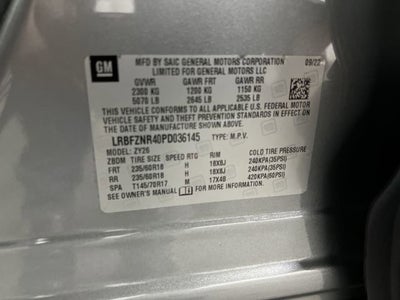 GM
MFD BY SAIC GENERAL MOTORS CORPORATION 09/22
LIMITED FOR GENERAL MOTORS LLC
GVWR GAWR FRT GAWR RR
2300 KG 1200 KG 1150 KG
5070 LB 2645 LB 2535 LB
THIS VEHICLE CONFORMS TO ALL APPLICABLE U.S. FEDERAL MOTOR
VEHICLE SAFETY AND THEFT PREVENTION STANDARDS IN EFFECT ON
THE DATE OF MANUFACTURE SHOWN ABOVE.
LRBFZNR40PD036145 TYPE: M.P.V.
MODEL: ZY26
ZBDM TIRE SIZE SPEED RTG RIM COLD TIRE PRESSURE
FRT 235/60R18 H 18X8J 240KPA(35PSI)
RR 235/60R18 H 18X8J 240KPA(35PSI)
SPA T145/70R17 M 17X4B 420KPA(60PSI)
SEE OWNER'S MANUAL FOR MORE INFORMATION.